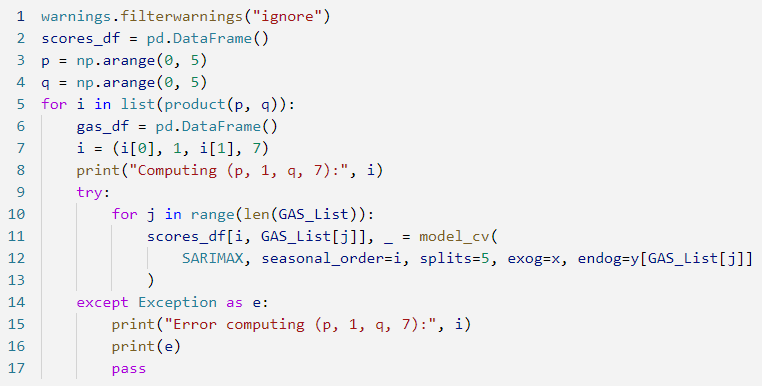 1 warnings.filterwarnings("ignore")
2 scores_df = pd.DataFrame()
3 p = np.arange(0, 5)
4 q = np.arange(0, 5)
5 for i in list(product(p, q)):
6     gas_df = pd.DataFrame()
7     i = (i[0], 1, i[1], 7)
8     print("Computing (p, 1, q, 7):", i)
9     try:
10         for j in range(len(GAS_List)):
11             scores_df[i, GAS_List[j]], _ = model_cv(
12                 SARIMAX, seasonal_order=i, splits=5, exog=x, endog=y[GAS_List[j]]
13             )
14     except Exception as e:
15         print("Error computing (p, 1, q, 7):", i)
16         print(e)
17         pass